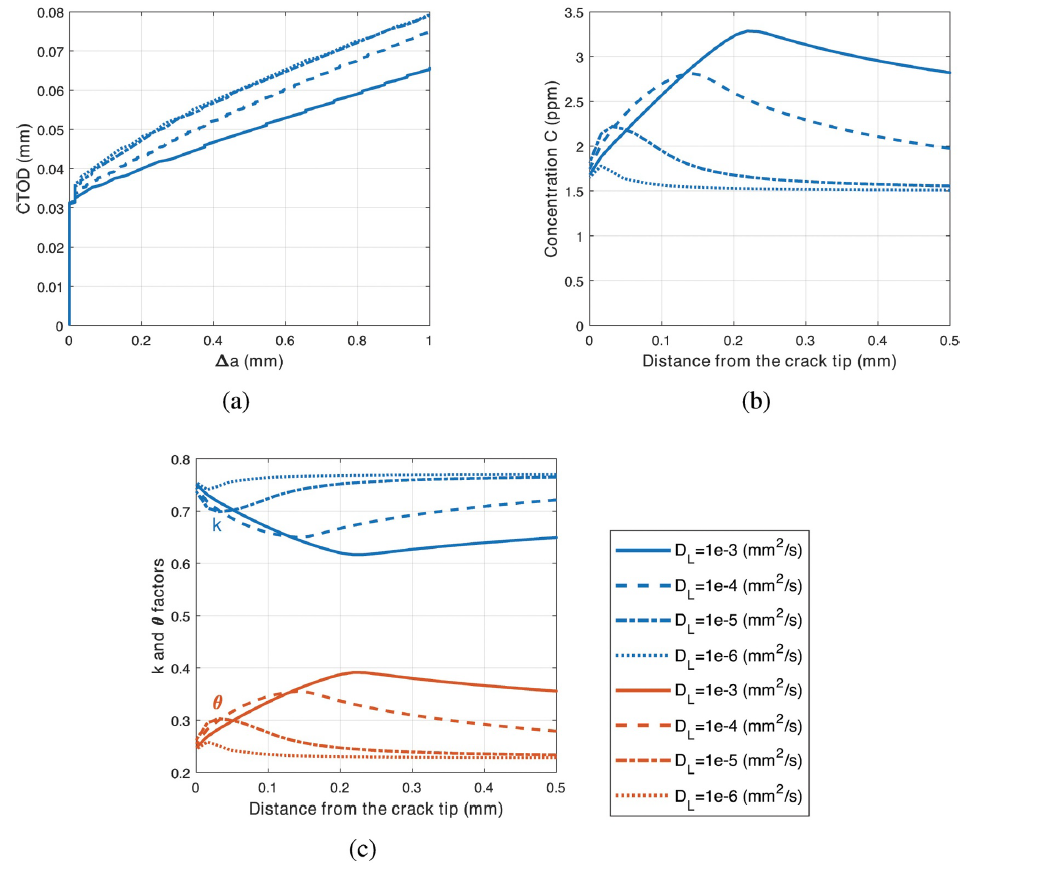 0.08
0.07
0.06
0.05
0.04
0.03
0.02
0.01
0
CTOD (mm)
0 0.2 0.4 0.6 0.8 1
Δa (mm)
(a)
3.5
3
2.5
2
1.5
1
0.5
0
Concentration C (ppm)
0 0.1 0.2 0.3 0.4 0.5
Distance from the crack tip (mm)
(b)
0.8
0.7
0.6
0.5
0.4
0.3
0.2
k and θ factors
k
θ
0 0.1 0.2 0.3 0.4 0.5
Distance from the crack tip (mm)
(c)
D_L=1e-3 (mm²/s)
D_L=1e-4 (mm²/s)
D_L=1e-5 (mm²/s)
D_L=1e-6 (mm²/s)
D_L=1e-3 (mm²/s)
D_L=1e-4 (mm²/s)
D_L=1e-5 (mm²/s)
D_L=1e-6 (mm²/s)